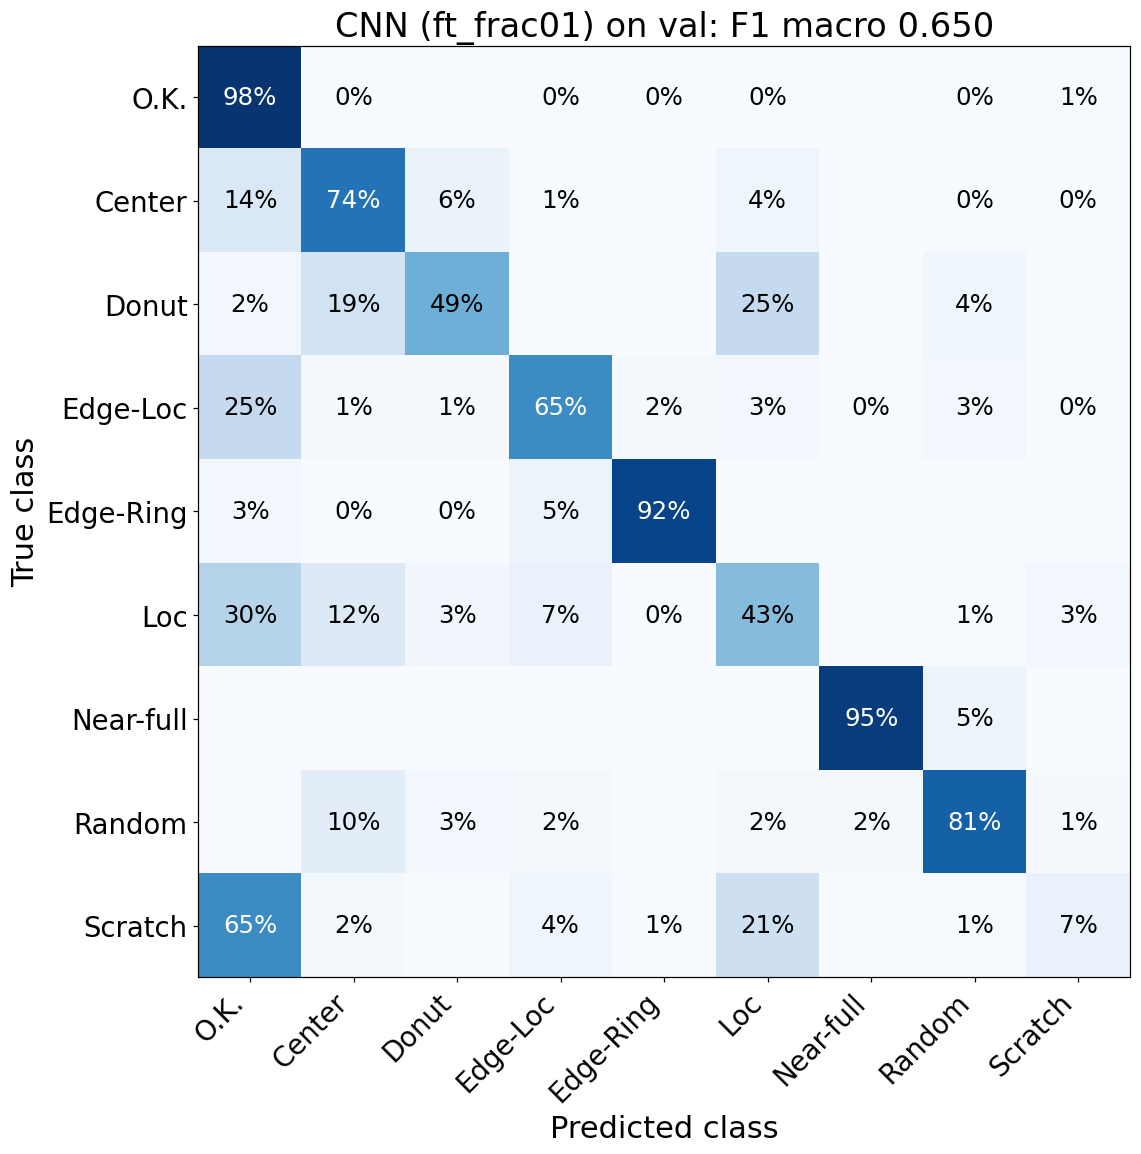 CNN (ft_frac01) on val: F1 macro 0.650
O.K. 98% 0% 0% 0% 0% 0% 1%
Center 14% 74% 6% 1% 4% 0% 0%
Donut 2% 19% 49% 25% 4%
Edge-Loc 25% 1% 1% 65% 2% 3% 0% 3% 0%
Edge-Ring 3% 0% 0% 5% 92%
Loc 30% 12% 3% 7% 0% 43% 1% 3%
Near-full 95% 5%
Random 10% 3% 2% 2% 2% 81% 1%
Scratch 65% 2% 4% 1% 21% 1% 7%
True class
O.K. Center Donut Edge-Loc Edge-Ring Loc Near-full Random Scratch
Predicted class